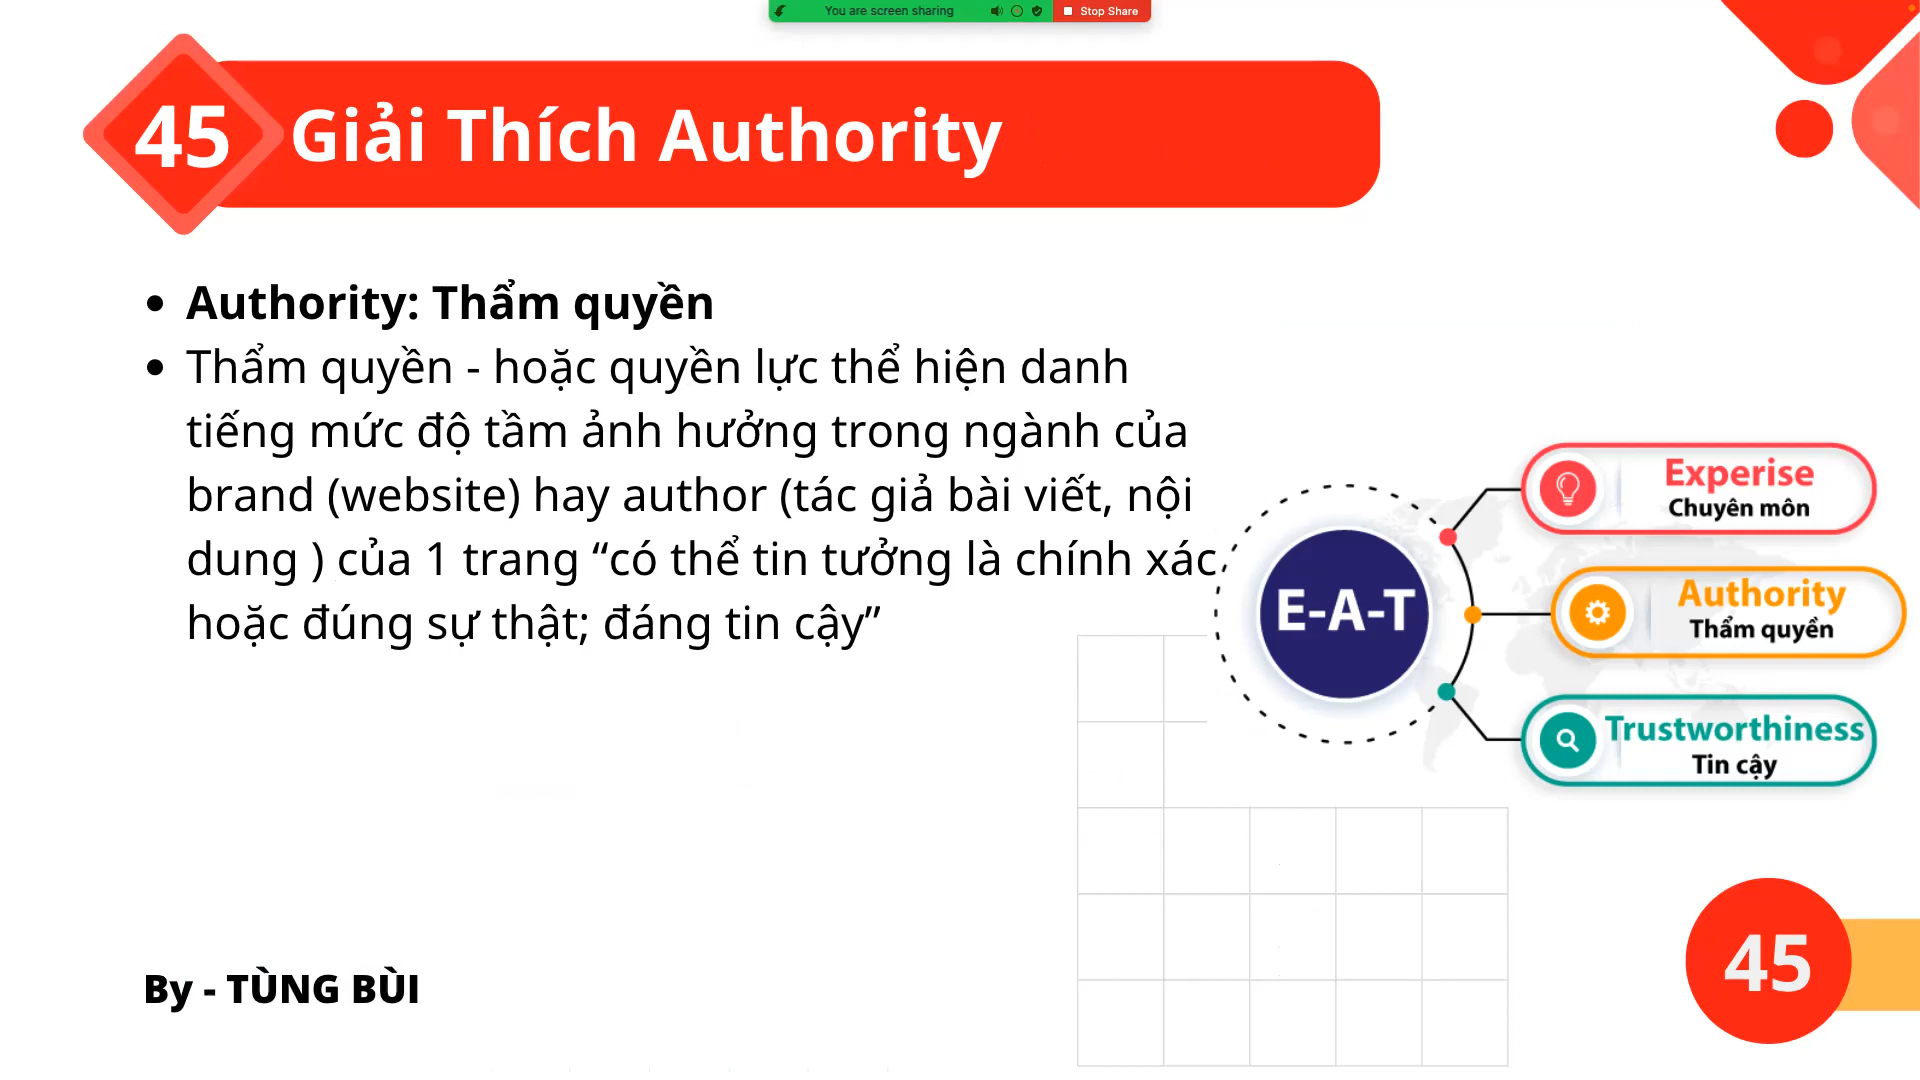 You are screen sharing
Stop Share
45
Giải Thích Authority
Authority: Thẩm quyền
Thẩm quyền - hoặc quyền lực thể hiện danh
tiếng mức độ tầm ảnh hưởng trong ngành của
brand (website) hay author (tác giả bài viết, nội
dung ) của 1 trang “có thể tin tưởng là chính xác
hoặc đúng sự thật; đáng tin cậy”
E-A-T
Experise
Chuyên môn
Authority
Thẩm quyền
Trustworthiness
Tin cậy
By - TÙNG BÙI
45